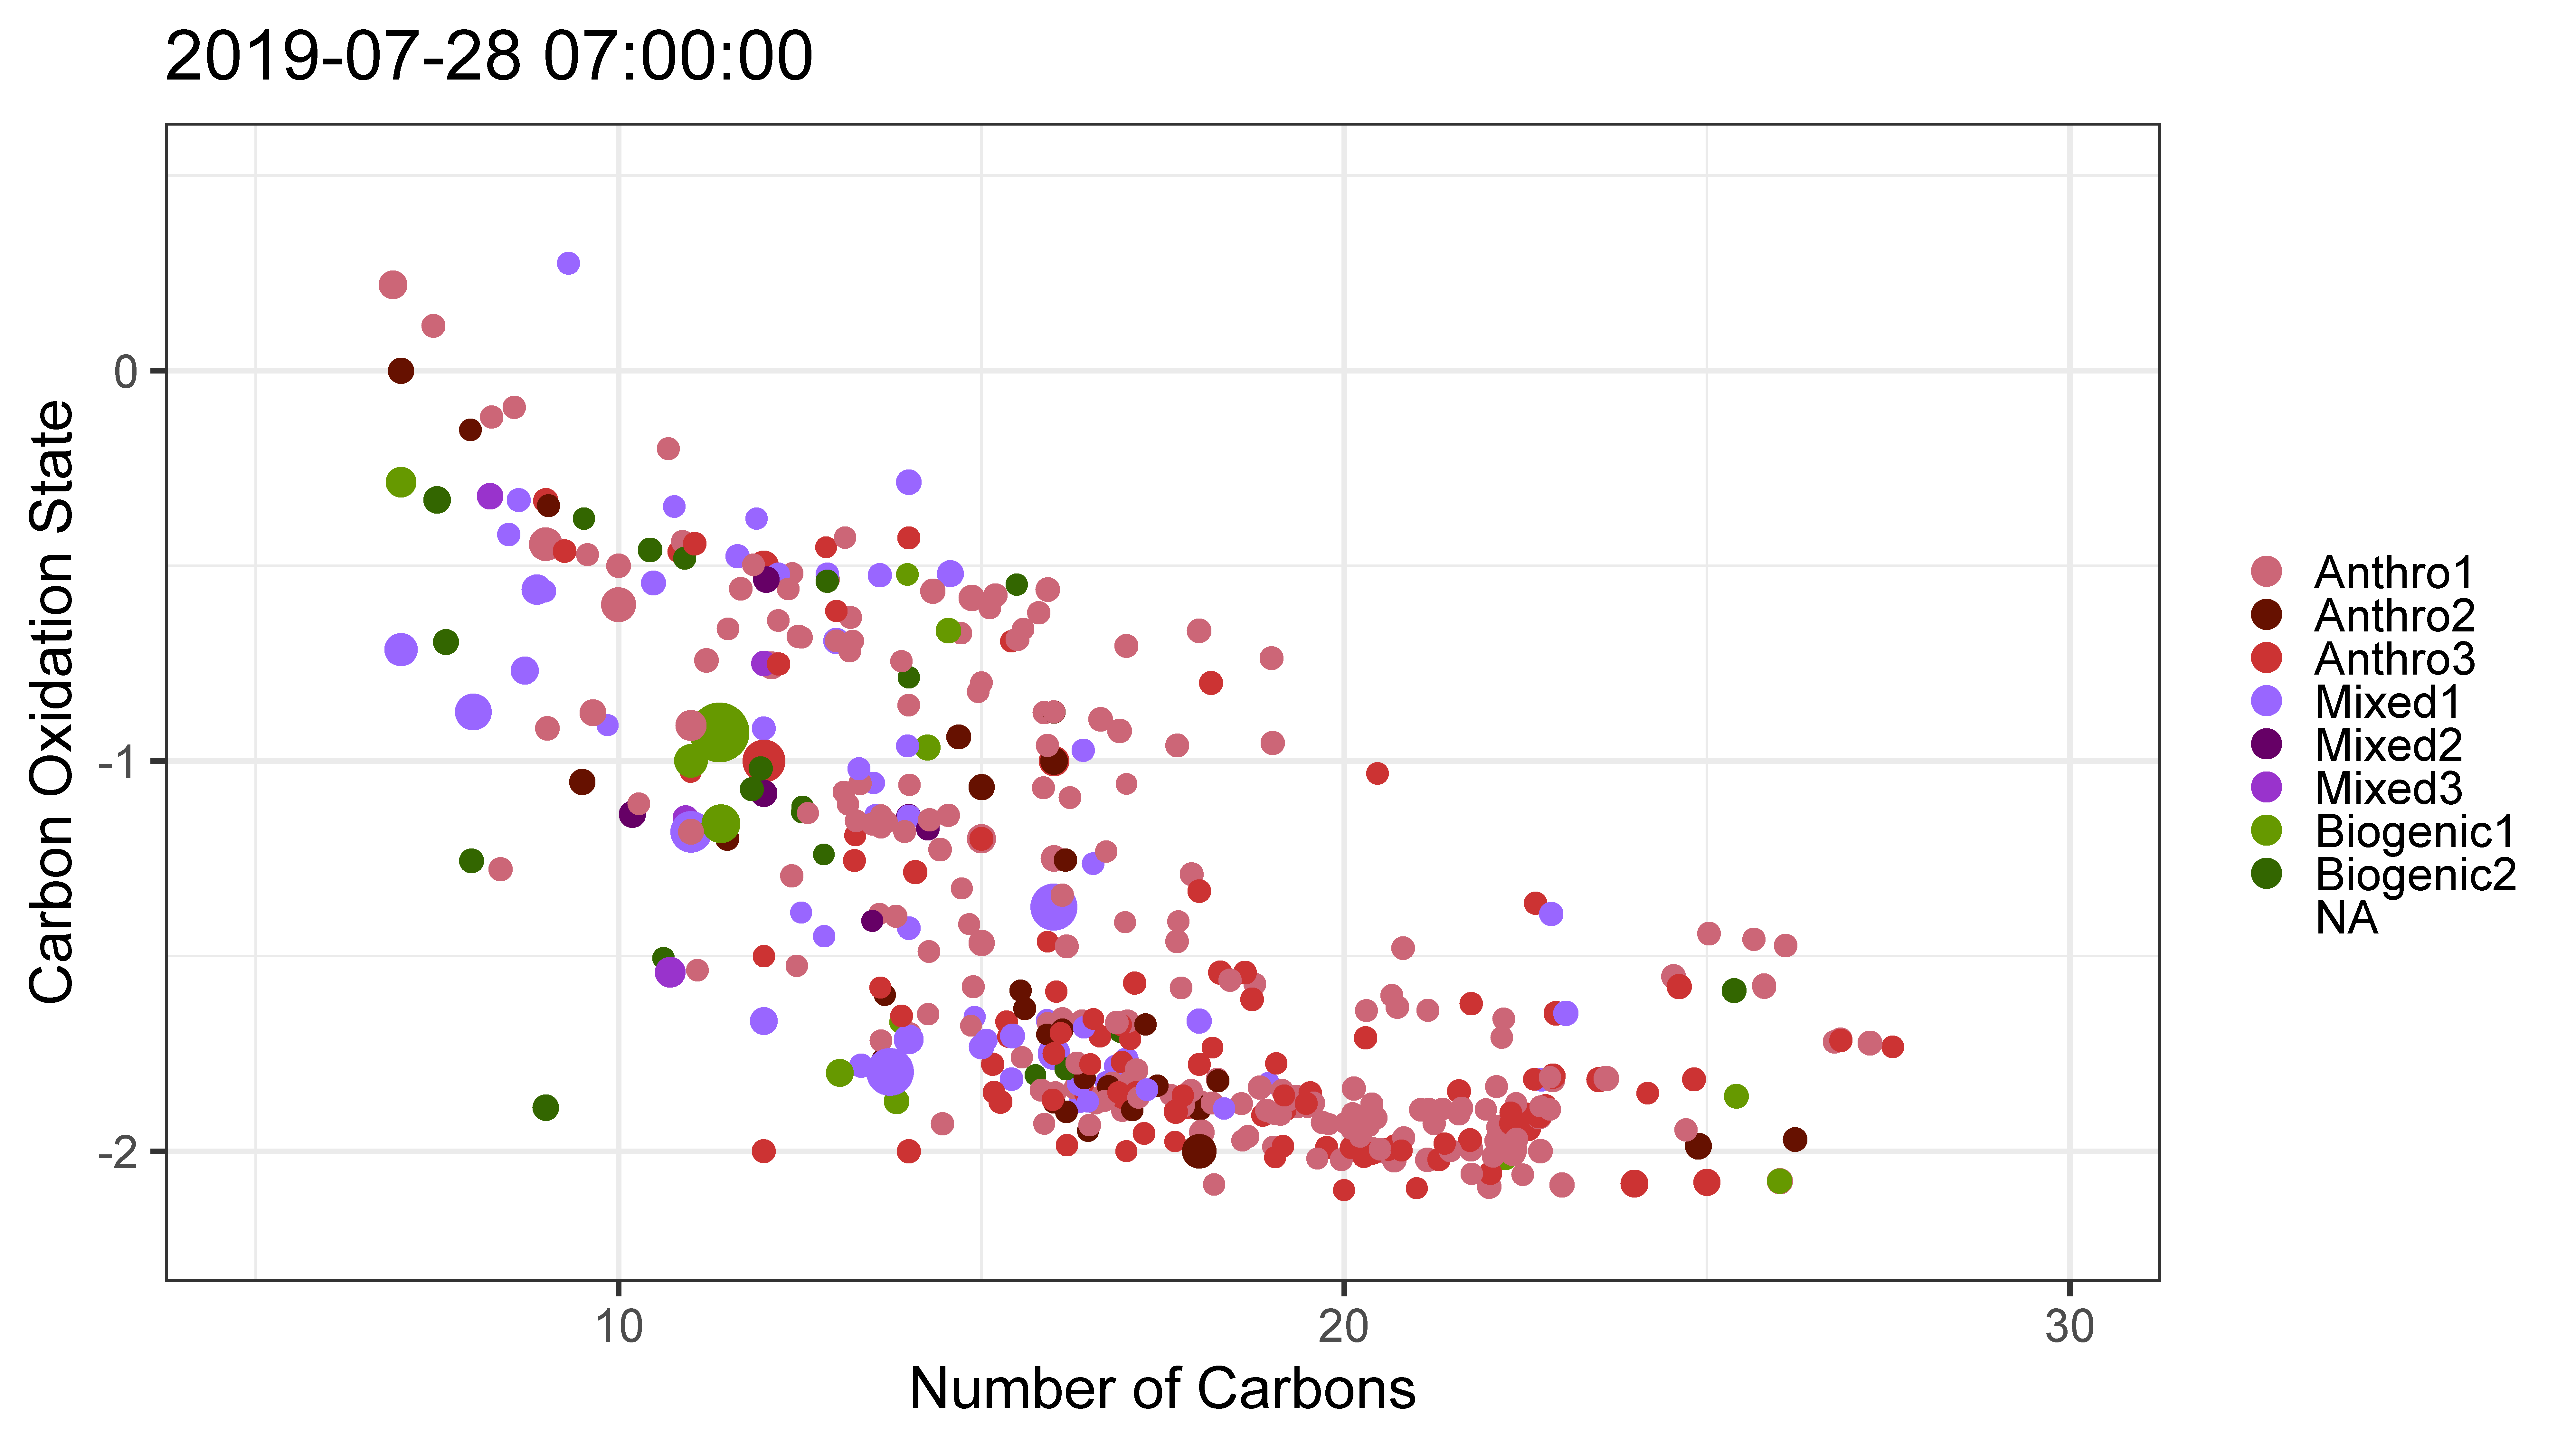 2019-07-28 07:00:00
Carbon Oxidation State
0
-1
-2
10
20
30
Number of Carbons
Anthro1
Anthro2
Anthro3
Mixed1
Mixed2
Mixed3
Biogenic1
Biogenic2
NA